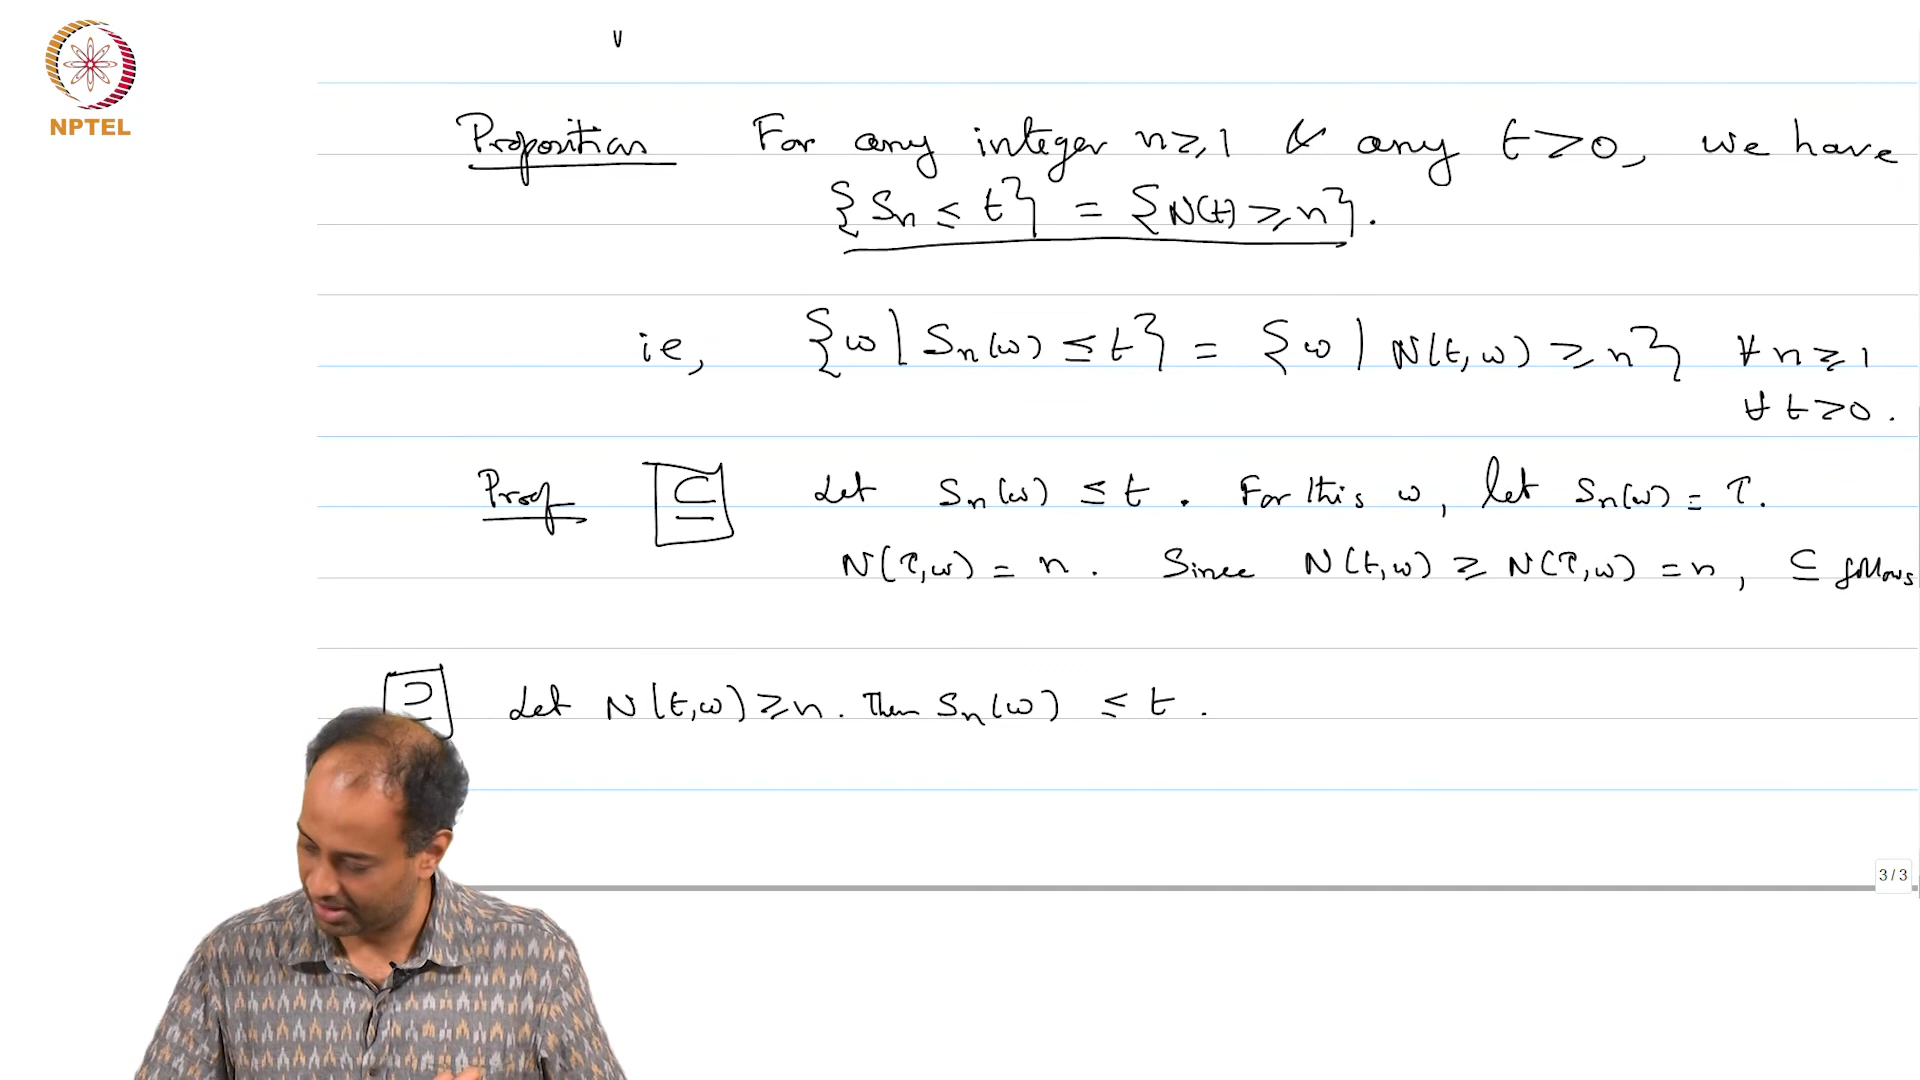 NPTEL
Proposition For any integer n ≥ 1 & any t > 0, we have
{Sn ≤ t} = {N(t) ≥ n}.
ie, {ω | Sn(ω) ≤ t} = {ω | N(t, ω) ≥ n} ∀ n ≥ 1
∀ t > 0.
Proof ⊆ Let Sn(ω) ≤ t. For this ω, let Sn(ω) = τ.
N(τ, ω) = n. Since N(t, ω) ≥ N(τ, ω) = n, ⊆ follows
⊇ Let N(t, ω) ≥ n. Then Sn(ω) ≤ t.
3 / 3